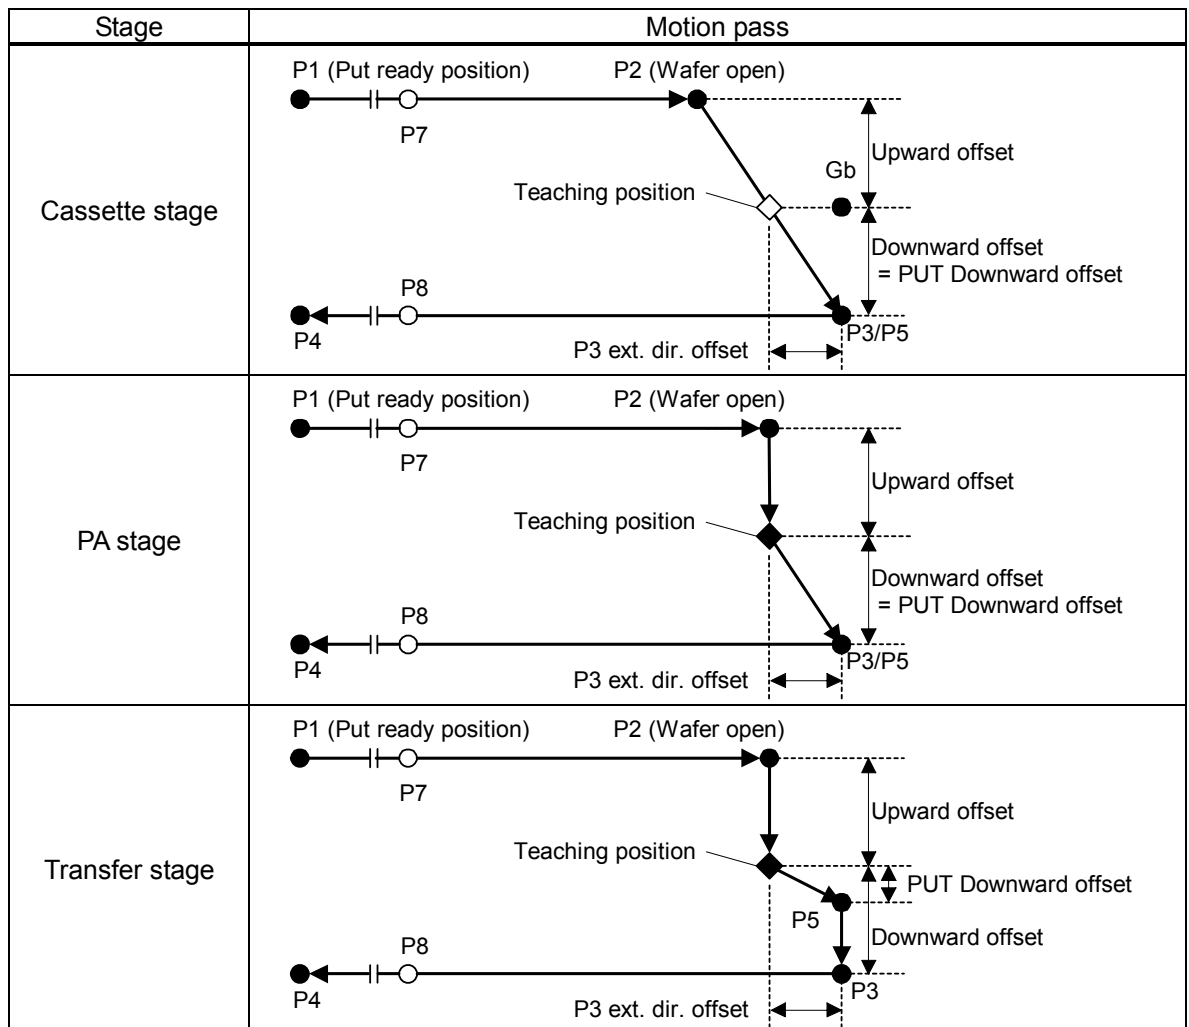 Stage
Motion pass
P1 (Put ready position)
P2 (Wafer open)
P7
Upward offset
Gb
Teaching position
Cassette stage
Downward offset
= PUT Downward offset
P8
P4
P3/P5
P3 ext. dir. offset
P1 (Put ready position)
P2 (Wafer open)
P7
Upward offset
Teaching position
PA stage
Downward offset
= PUT Downward offset
P8
P4
P3/P5
P3 ext. dir. offset
P1 (Put ready position)
P2 (Wafer open)
P7
Upward offset
Teaching position
Transfer stage
PUT Downward offset
P5
Downward offset
P8
P4
P3
P3 ext. dir. offset